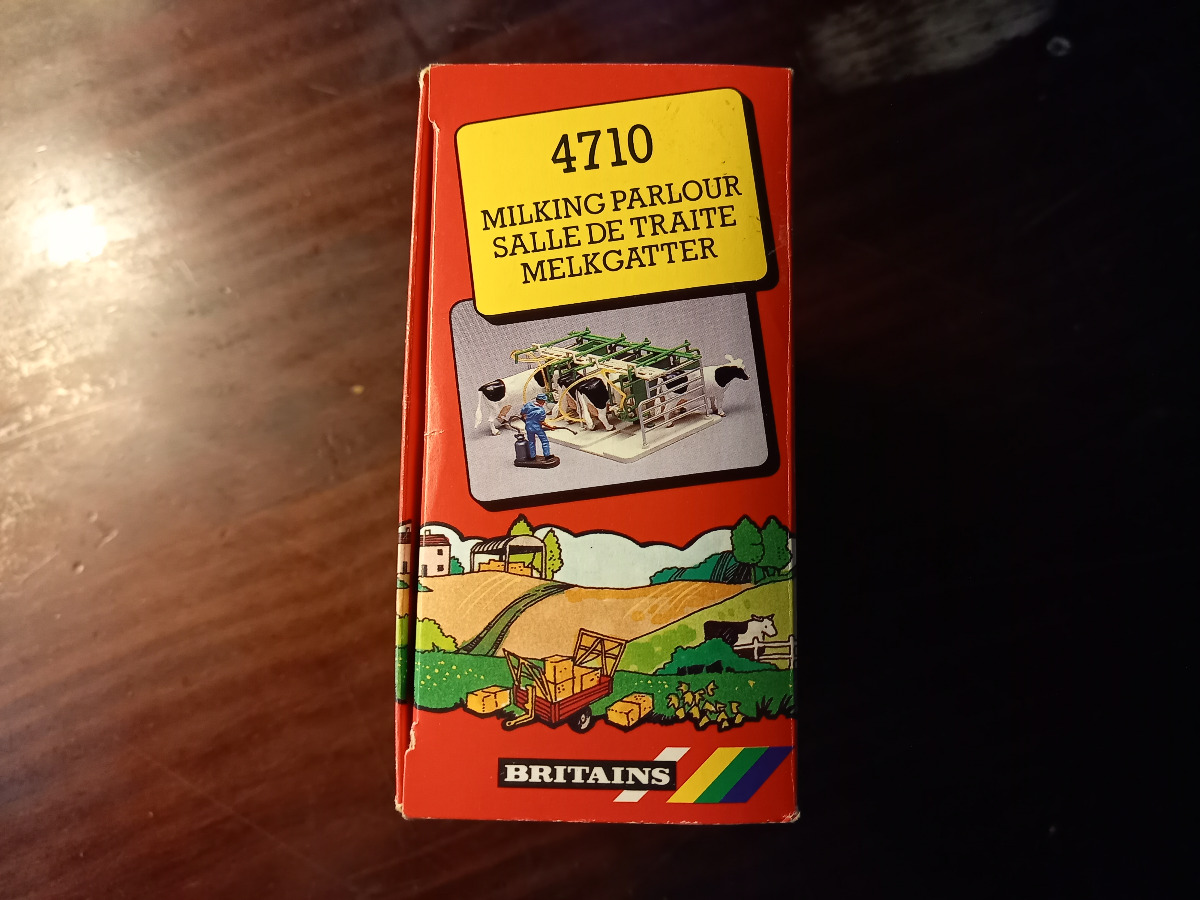 4710
MILKING PARLOUR
SALLE DE TRAITE
MELKGATTER
BRITAINS